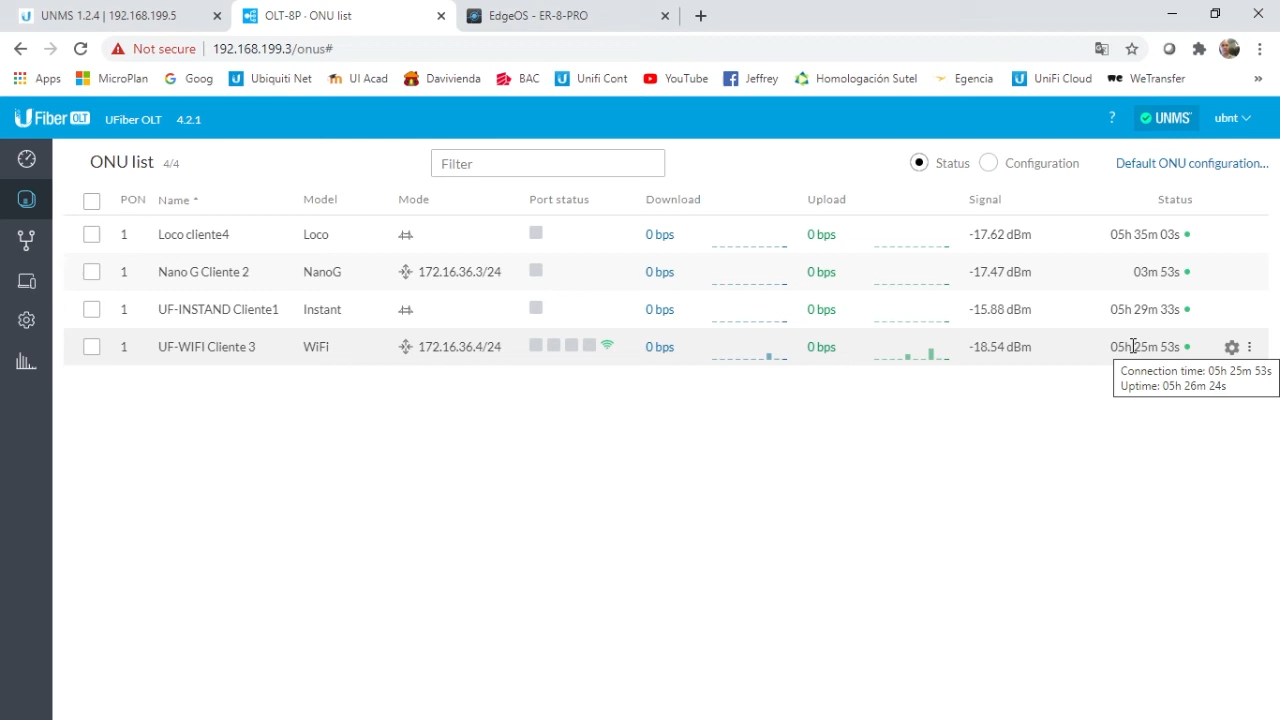 UNMS 1.2.4 | 192.168.199.5
OLT-8P · ONU list
EdgeOS - ER-8-PRO
Not secure
192.168.199.3/onus#
Apps
MicroPlan
Goog
Ubiquiti Net
UI Acad
Davivienda
BAC
Unifi Cont
YouTube
Jeffrey
Homologación Sutel
Egencia
UniFi Cloud
WeTransfer
»
U Fiber OLT
UFiber OLT 4.2.1
?
UNMS
ubnt
ONU list 4/4
Filter
Status
Configuration
Default ONU configuration...
PON Name Model Mode Port status Download Upload Signal Status
1 Loco cliente4 Loco 0 bps 0 bps -17.62 dBm 05h 35m 03s
1 Nano G Cliente 2 NanoG 172.16.36.3/24 0 bps 0 bps -17.47 dBm 03m 53s
1 UF-INSTAND Cliente1 Instant 0 bps 0 bps -15.88 dBm 05h 29m 33s
1 UF-WIFI Cliente 3 WiFi 172.16.36.4/24 0 bps 0 bps -18.54 dBm 05h 25m 53s
Connection time: 05h 25m 53s
Uptime: 05h 26m 24s